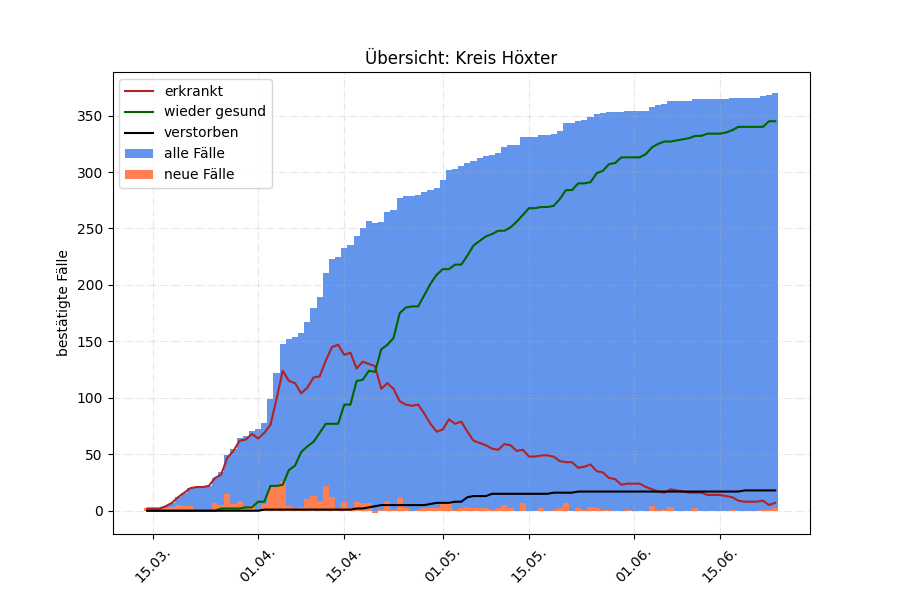 Übersicht: Kreis Höxter
erkrankt
wieder gesund
verstorben
alle Fälle
neue Fälle
bestätigte Fälle
350
300
250
200
150
100
50
0
15.03.
01.04.
15.04.
01.05.
15.05.
01.06.
15.06.